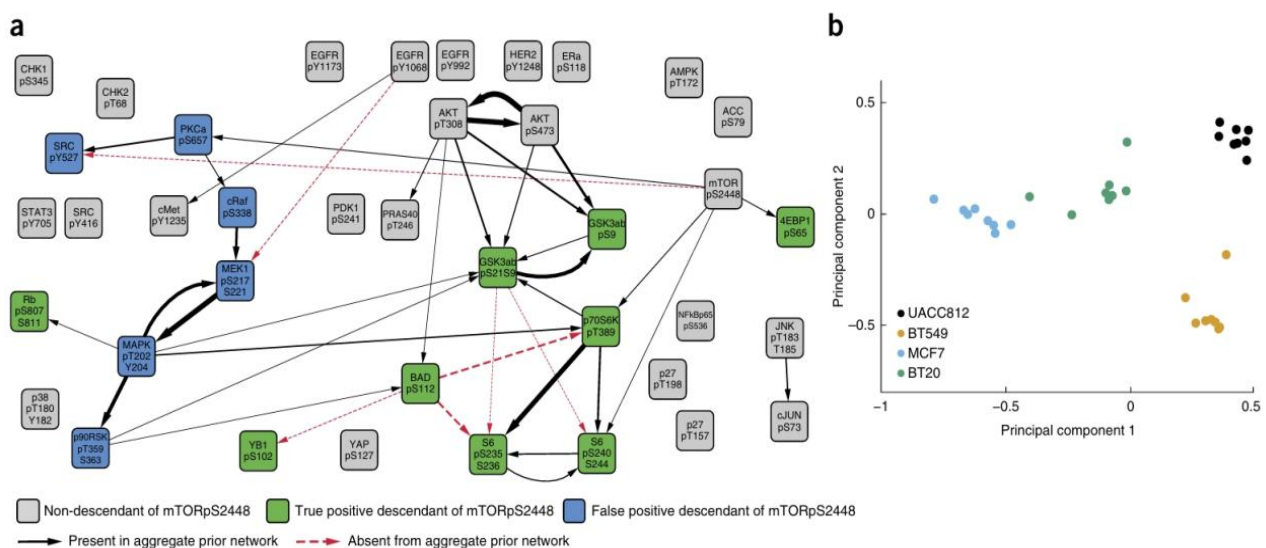 a
b
CHK1
pS345
CHK2
pT68
EGFR
pY1173
EGFR
pY1068
EGFR
pY992
HER2
pY1248
ERa
pS118
AMPK
pT172
ACC
pS79
AKT
pT308
AKT
pS473
PKCa
pS657
SRC
pY527
mTOR
pS2448
STAT3
pY705
SRC
pY416
cMet
pY1235
cRaf
pS338
PDK1
pS241
PRAS40
pT246
GSK3ab
pS9
4EBP1
pS65
MEK1
pS217
S221
GSK3ab
pS21S9
Rb
pS807
S811
MAPK
pT202
Y204
p70S6K
pT389
NFkBp65
pS536
JNK
pT183
T185
p38
pT180
Y182
BAD
pS112
p27
pT198
cJUN
pS73
p27
pT157
p90RSK
pT359
S363
YB1
pS102
YAP
pS127
S6
pS235
S236
S6
pS240
S244
Non-descendant of mTORpS2448
True positive descendant of mTORpS2448
False positive descendant of mTORpS2448
Present in aggregate prior network
Absent from aggregate prior network
Principal component 2
0.5
0
−0.5
UACC812
BT549
MCF7
BT20
−1
−0.5
0
0.5
Principal component 1